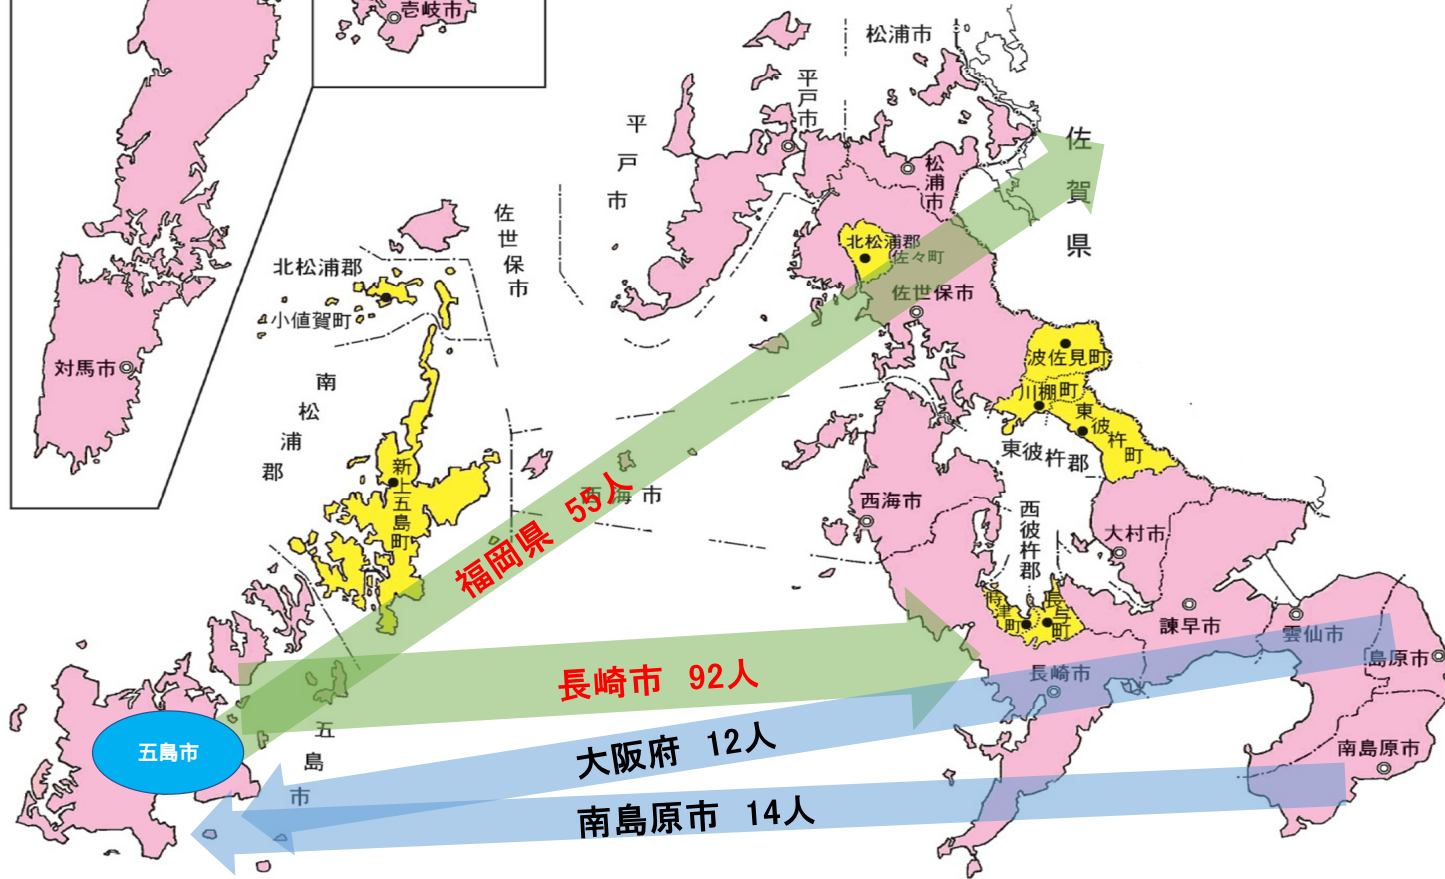 壱岐市
松浦市
平戸市
平戸市
佐賀県
松浦市
佐世保市
北松浦郡
佐々町
北松浦郡
小値賀町
佐世保市
対馬市
南松浦郡
波佐見町
川棚町
東彼杵町
東彼杵郡
新上五島町
西海市
西海市
西彼杵郡
大村市
福岡県 55人
時津町
長与町
諫早市
雲仙市
島原市
長崎市 92人
長崎市
五島市
五島市
大阪府 12人
南島原市
南島原市 14人